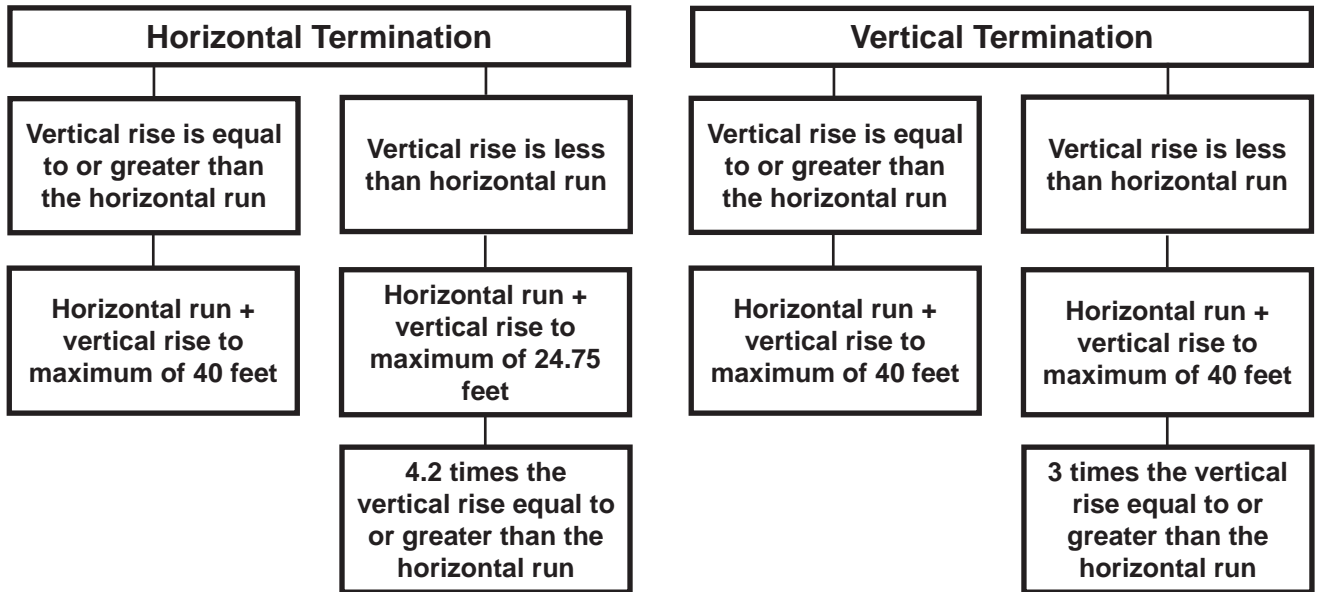 Horizontal Termination
Vertical rise is equal
to or greater than
the horizontal run
Horizontal run +
vertical rise to
maximum of 40 feet
Vertical rise is less
than horizontal run
Horizontal run +
vertical rise to
maximum of 24.75
feet
4.2 times the
vertical rise equal to
or greater than the
horizontal run
Vertical Termination
Vertical rise is equal
to or greater than
the horizontal run
Horizontal run +
vertical rise to
maximum of 40 feet
Vertical rise is less
than horizontal run
Horizontal run +
vertical rise to
maximum of 40 feet
3 times the vertical
rise equal to or
greater than the
horizontal run